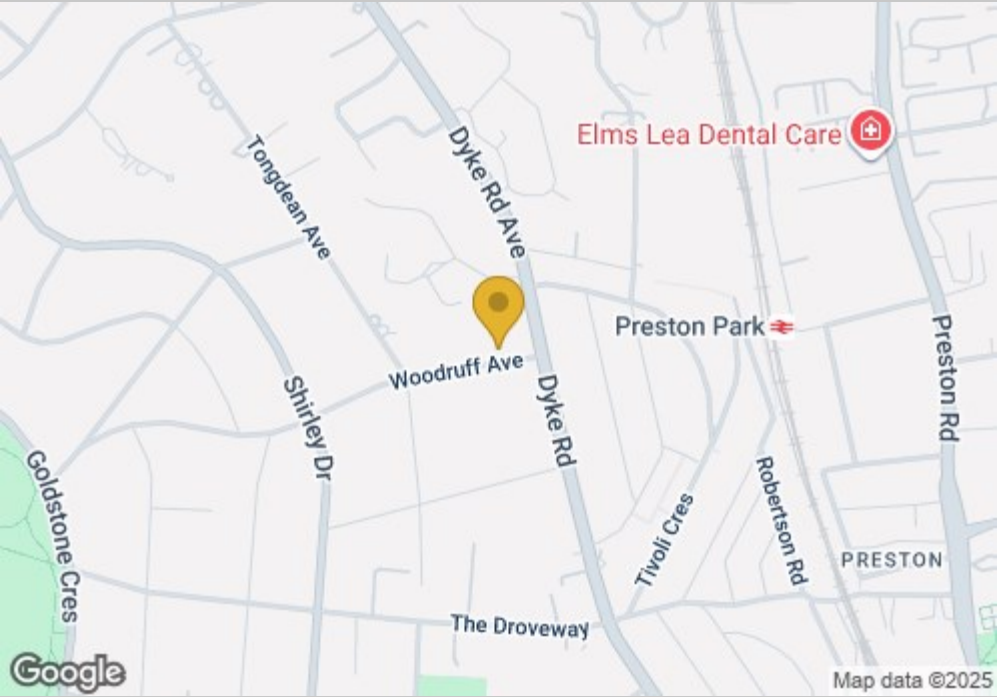 Elms Lea Dental Care
Dyke Rd Ave
Tongdean Ave
Preston Park
Preston Rd
Woodruff Ave
Shirley Dr
Dyke Rd
Goldstone Cres
Tivoli Cres
Robertson Rd
PRESTON
The Droveway
Google
Map data ©2025